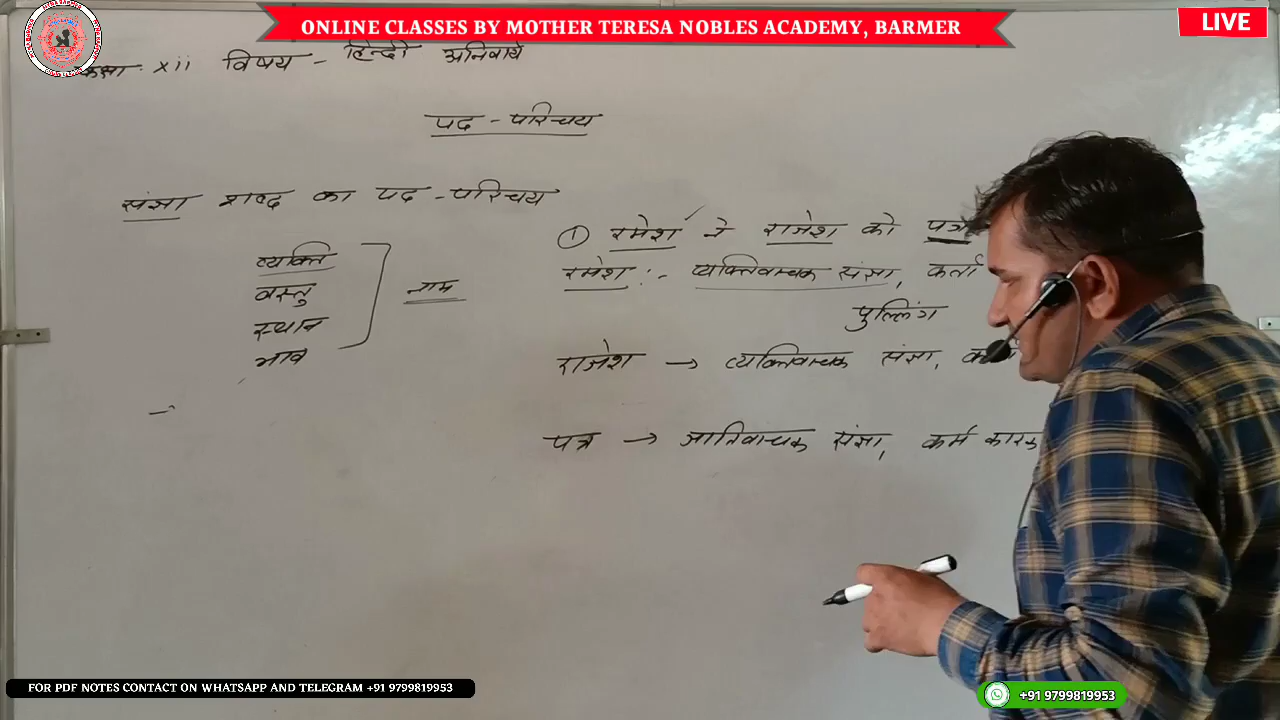 ONLINE CLASSES BY MOTHER TERESA NOBLES ACADEMY, BARMER
LIVE
कक्षा : xii विषय - हिन्दी अनिवार्य
पद - परिचय
संज्ञा शब्द का पद - परिचय
व्यक्ति
वस्तु
स्थान
भाव
नाम
① रमेश ने राजेश को पत्र
रमेश :- व्यक्तिवाचक संज्ञा, कर्ता
पुल्लिंग
राजेश → व्यक्तिवाचक संज्ञा,
पत्र → जातिवाचक संज्ञा, कर्म कारक
FOR PDF NOTES CONTACT ON WHATSAPP AND TELEGRAM +91 9799819953
+91 9799819953